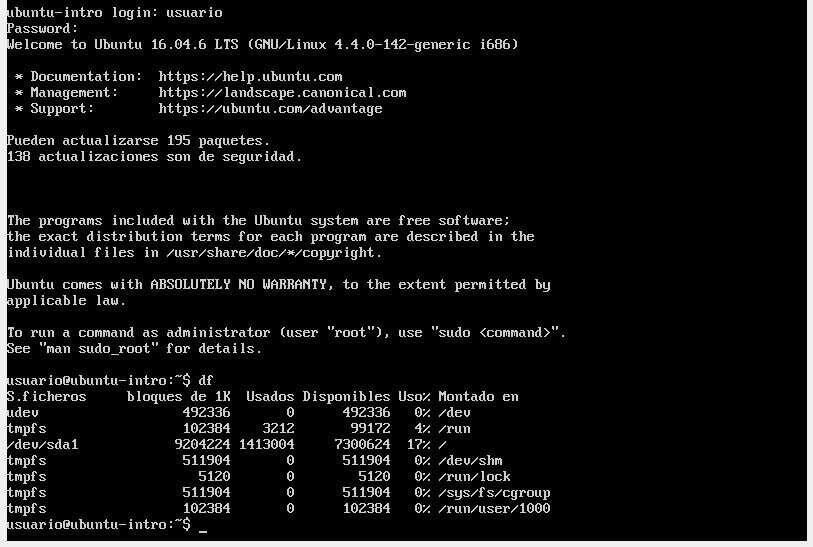 ubuntu-intro login: usuario
Password:
Welcome to Ubuntu 16.04.6 LTS (GNU/Linux 4.4.0-142-generic i686)
* Documentation:  https://help.ubuntu.com
* Management:     https://landscape.canonical.com
* Support:        https://ubuntu.com/advantage
Pueden actualizarse 195 paquetes.
138 actualizaciones son de seguridad.
The programs included with the Ubuntu system are free software;
the exact distribution terms for each program are described in the
individual files in /usr/share/doc/*/copyright.
Ubuntu comes with ABSOLUTELY NO WARRANTY, to the extent permitted by
applicable law.
To run a command as administrator (user "root"), use "sudo <command>".
See "man sudo_root" for details.
usuario@ubuntu-intro:~$ df
S.ficheros     bloques de 1K  Usados Disponibles Uso% Montado en
udev                  492336       0      492336   0% /dev
tmpfs                 102384    3212       99172   4% /run
/dev/sda1            9204224 1413004     7300624  17% /
tmpfs                 511904       0      511904   0% /dev/shm
tmpfs                   5120       0        5120   0% /run/lock
tmpfs                 511904       0      511904   0% /sys/fs/cgroup
tmpfs                 102384       0      102384   0% /run/user/1000
usuario@ubuntu-intro:~$ _